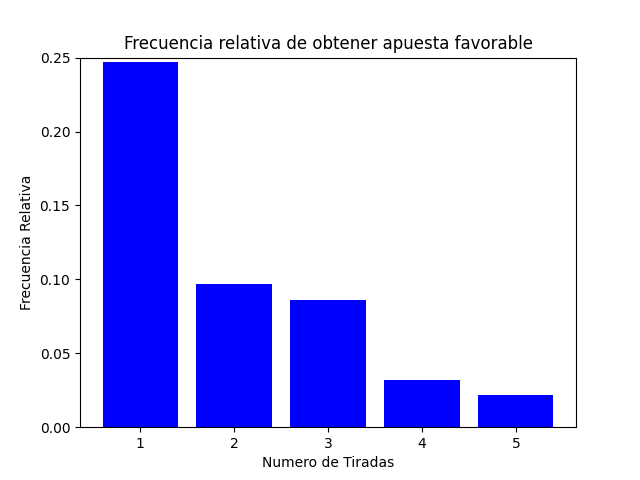 Frecuencia relativa de obtener apuesta favorable
0.25
0.20
0.15
0.10
0.05
0.00
Frecuencia Relativa
1 2 3 4 5
Numero de Tiradas